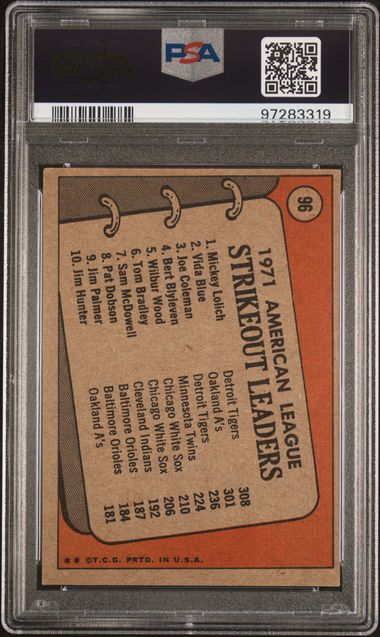 PSA
97283319
96
1971 AMERICAN LEAGUE
STRIKEOUT LEADERS
1. Mickey Lolich Detroit Tigers 308
2. Vida Blue Oakland A's 301
3. Joe Coleman Detroit Tigers 236
4. Bert Blyleven Minnesota Twins 224
5. Wilbur Wood Chicago White Sox 210
6. Tom Bradley Chicago White Sox 206
7. Sam McDowell Cleveland Indians 192
8. Pat Dobson Baltimore Orioles 187
9. Jim Palmer Baltimore Orioles 184
10. Jim Hunter Oakland A's 181
** ©T.C.G. PRTD. IN U.S.A.